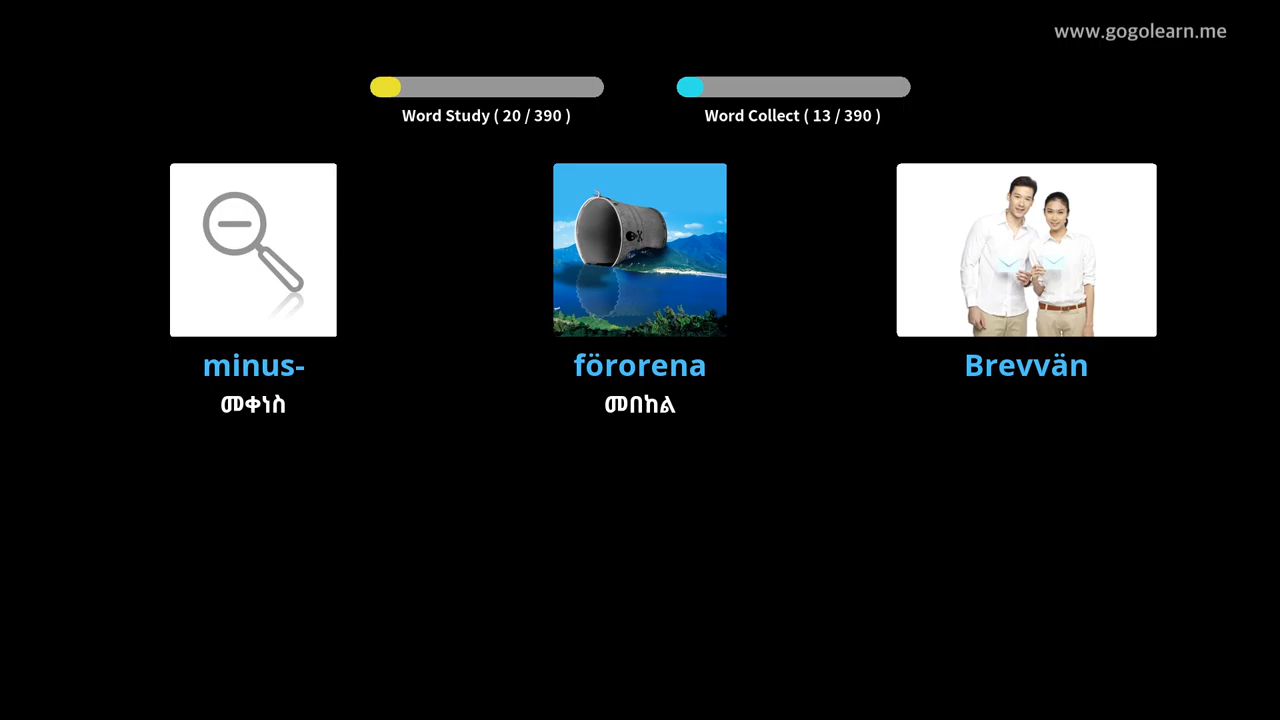 www.gogolearn.me
Word Study ( 20 / 390 )
Word Collect ( 13 / 390 )
minus-
መቀነስ
förorena
መበከል
Brevvän